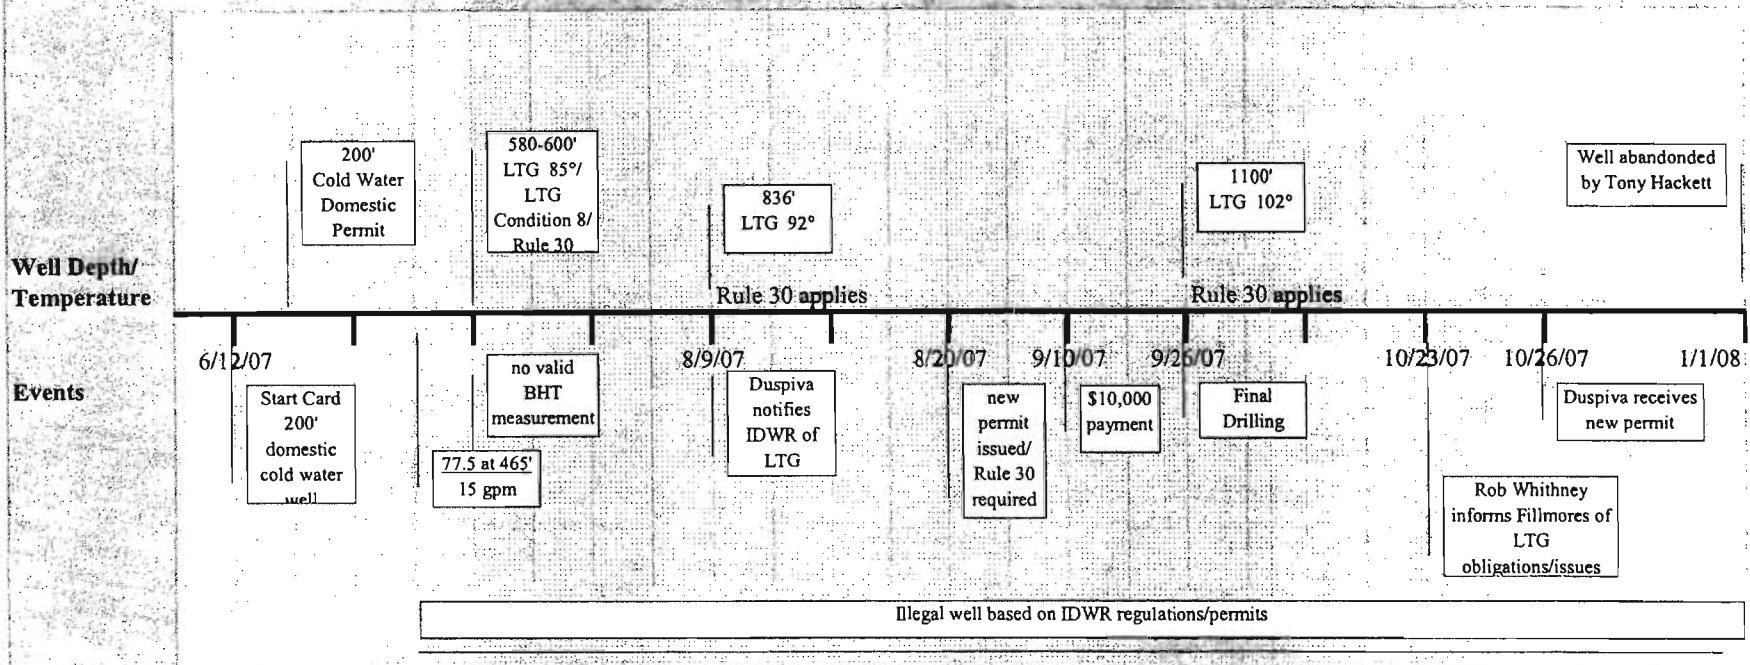 200'
Cold Water
Domestic
Permit
580-600'
LTG 85°/
LTG
Condition 8/
Rule 30
836'
LTG 92°
1100'
LTG 102°
Well abandonded
by Tony Hackett
Well Depth/
Temperature
Rule 30 applies
Rule 30 applies
6/12/07
8/9/07
8/20/07
9/10/07
9/26/07
10/23/07
10/26/07
1/1/08
Events
Start Card
200'
domestic
cold water
well
no valid
BHT
measurement
77.5 at 465'
15 gpm
Duspiva
notifies
IDWR of
LTG
new
permit
issued/
Rule 30
required
$10,000
payment
Final
Drilling
Duspiva receives
new permit
Rob Whithney
informs Fillmores of
LTG
obligations/issues
Illegal well based on IDWR regulations/permits